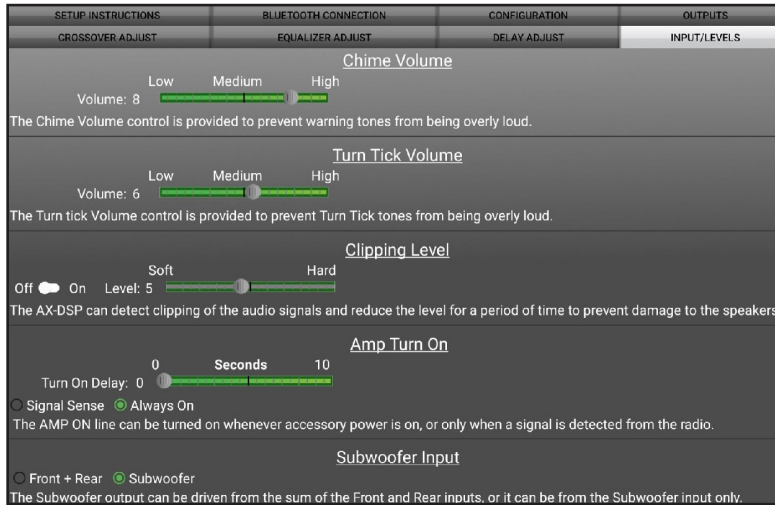 SETUP INSTRUCTIONS BLUETOOTH CONNECTION CONFIGURATION OUTPUTS
CROSSOVER ADJUST EQUALIZER ADJUST DELAY ADJUST INPUT/LEVELS
Chime Volume
Low Medium High
Volume: 8
The Chime Volume control is provided to prevent warning tones from being overly loud.
Turn Tick Volume
Low Medium High
Volume: 6
The Turn tick Volume control is provided to prevent Turn Tick tones from being overly loud.
Clipping Level
Soft Hard
Off On Level: 5
The AX-DSP can detect clipping of the audio signals and reduce the level for a period of time to prevent damage to the speakers
Amp Turn On
0 Seconds 10
Turn On Delay: 0
Signal Sense Always On
The AMP ON line can be turned on whenever accessory power is on, or only when a signal is detected from the radio.
Subwoofer Input
Front + Rear Subwoofer
The Subwoofer output can be driven from the sum of the Front and Rear inputs, or it can be from the Subwoofer input only.